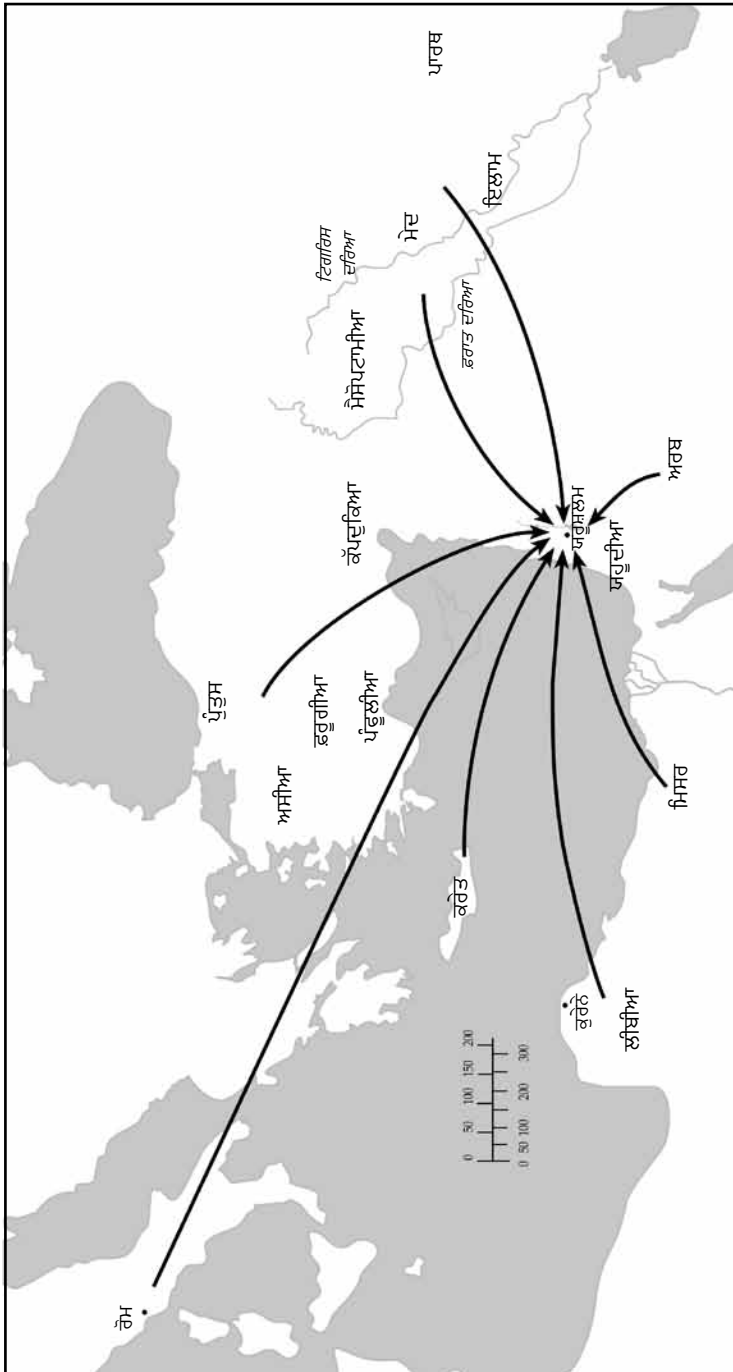 ਰੋਮ
ਪੁੰਤੁਸ
ਅਸੀਆ
ਫ਼ਰੂਗੀਆ
ਪੰਫੂਲੀਆ
ਕੱਪਦੁਕਿਆ
ਮੈਸੋਪਟਾਮੀਆ
ਟਿਗਰਿਸ
ਦਰਿਆ
ਮੇਦ
ਪਾਰਥ
ਇਲਾਮ
ਫ਼ਰਾਤ ਦਰਿਆ
ਕਰੇਤ
ਯਰੂਸ਼ਲਮ
ਯਹੂਦੀਆ
ਅਰਬ
ਮਿਸਰ
ਕੁਰੇਨੇ
ਲੀਬੀਆ
0 50 100 150 200
0 50 100 200 300